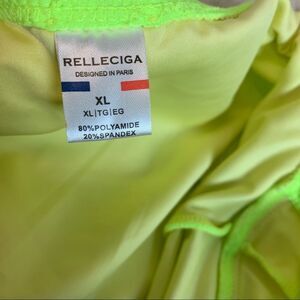 RELLECIGA
DESIGNED IN PARIS
XL
XL|TG|EG
80%POLYAMIDE
20%SPANDEX